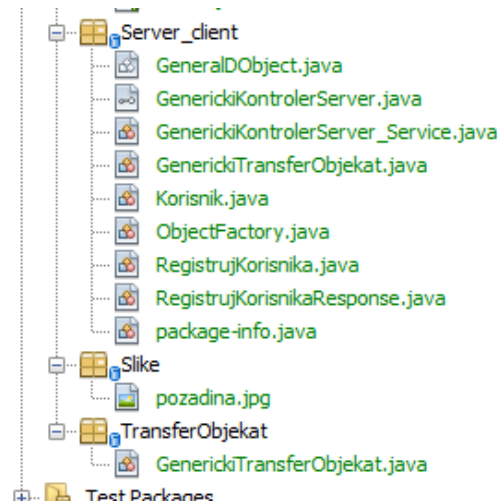 Server_client
GeneralDObject.java
GenerickiKontrolerServer.java
GenerickiKontrolerServer_Service.java
GenerickiTransferObjekat.java
Korisnik.java
ObjectFactory.java
RegistrujKorisnika.java
RegistrujKorisnikaResponse.java
package-info.java
Slike
pozadina.jpg
TransferObjekat
GenerickiTransferObjekat.java
Test Packages